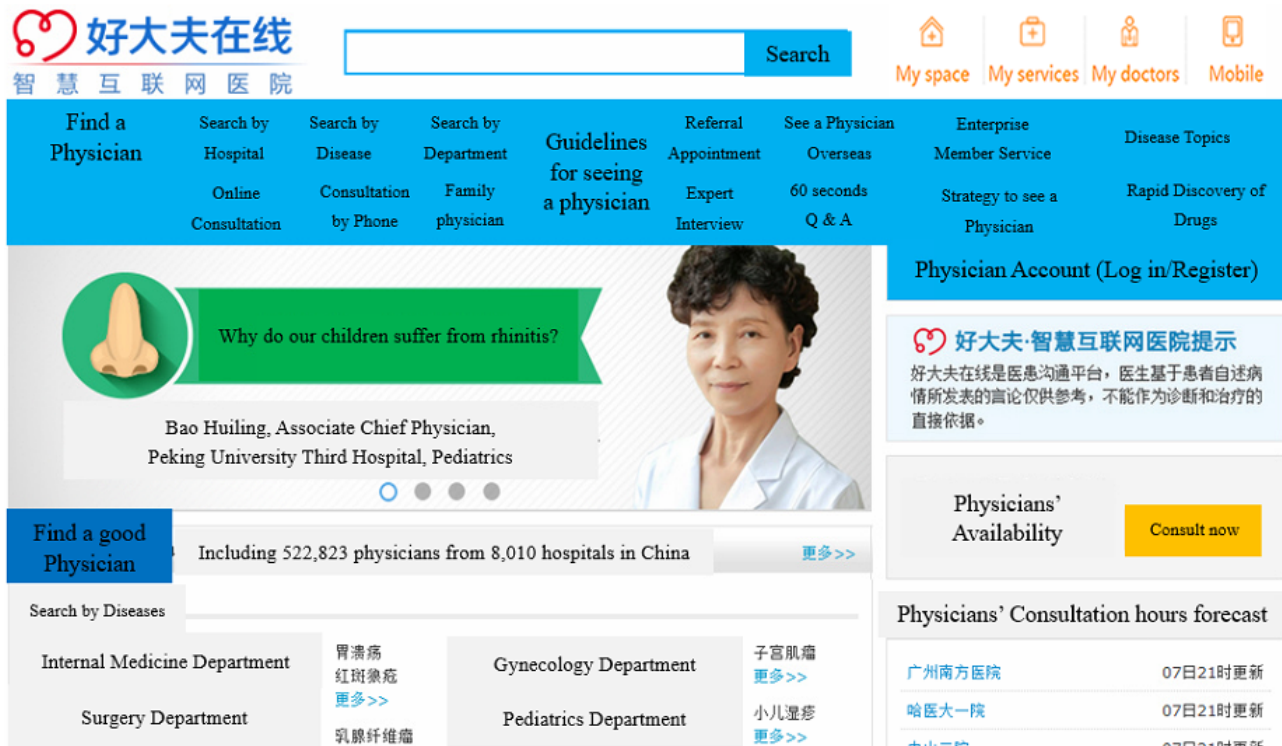 好大夫在线
智慧互联网医院
Search
My space
My services
My doctors
Mobile
Find a
Physician
Search by
Hospital
Search by
Disease
Search by
Department
Online
Consultation
Consultation
by Phone
Family
physician
Guidelines
for seeing
a physician
Referral
Appointment
See a Physician
Overseas
Enterprise
Member Service
Disease Topics
Expert
Interview
60 seconds
Q & A
Strategy to see a
Physician
Rapid Discovery of
Drugs
Physician Account (Log in/Register)
Why do our children suffer from rhinitis?
Bao Huiling, Associate Chief Physician,
Peking University Third Hospital, Pediatrics
好大夫·智慧互联网医院提示
好大夫在线是医患沟通平台，医生基于患者自述病
情所发表的言论仅供参考，不能作为诊断和治疗的
直接依据。
Physicians’
Availability
Consult now
Find a good
Physician
Including 522,823 physicians from 8,010 hospitals in China
更多>>
Search by Diseases
Internal Medicine Department
胃溃疡
红斑狼疮
更多>>
Gynecology Department
子宫肌瘤
更多>>
Surgery Department
乳腺纤维瘤
Pediatrics Department
小儿湿疹
更多>>
Physicians’ Consultation hours forecast
广州南方医院
07日21时更新
哈医大一院
07日21时更新